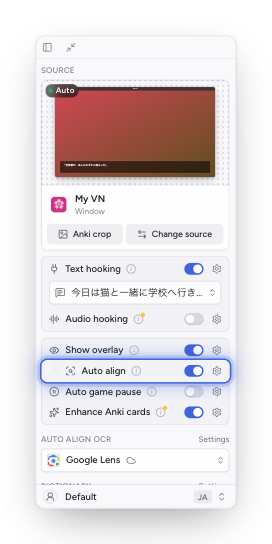 SOURCE
Auto
My VN
Window
Anki crop
Change source
Text hooking
今日は猫と一緒に学校へ行き...
Audio hooking
Show overlay
Auto align
Auto game pause
Enhance Anki cards
AUTO ALIGN OCR
Settings
Google Lens
Default
JA